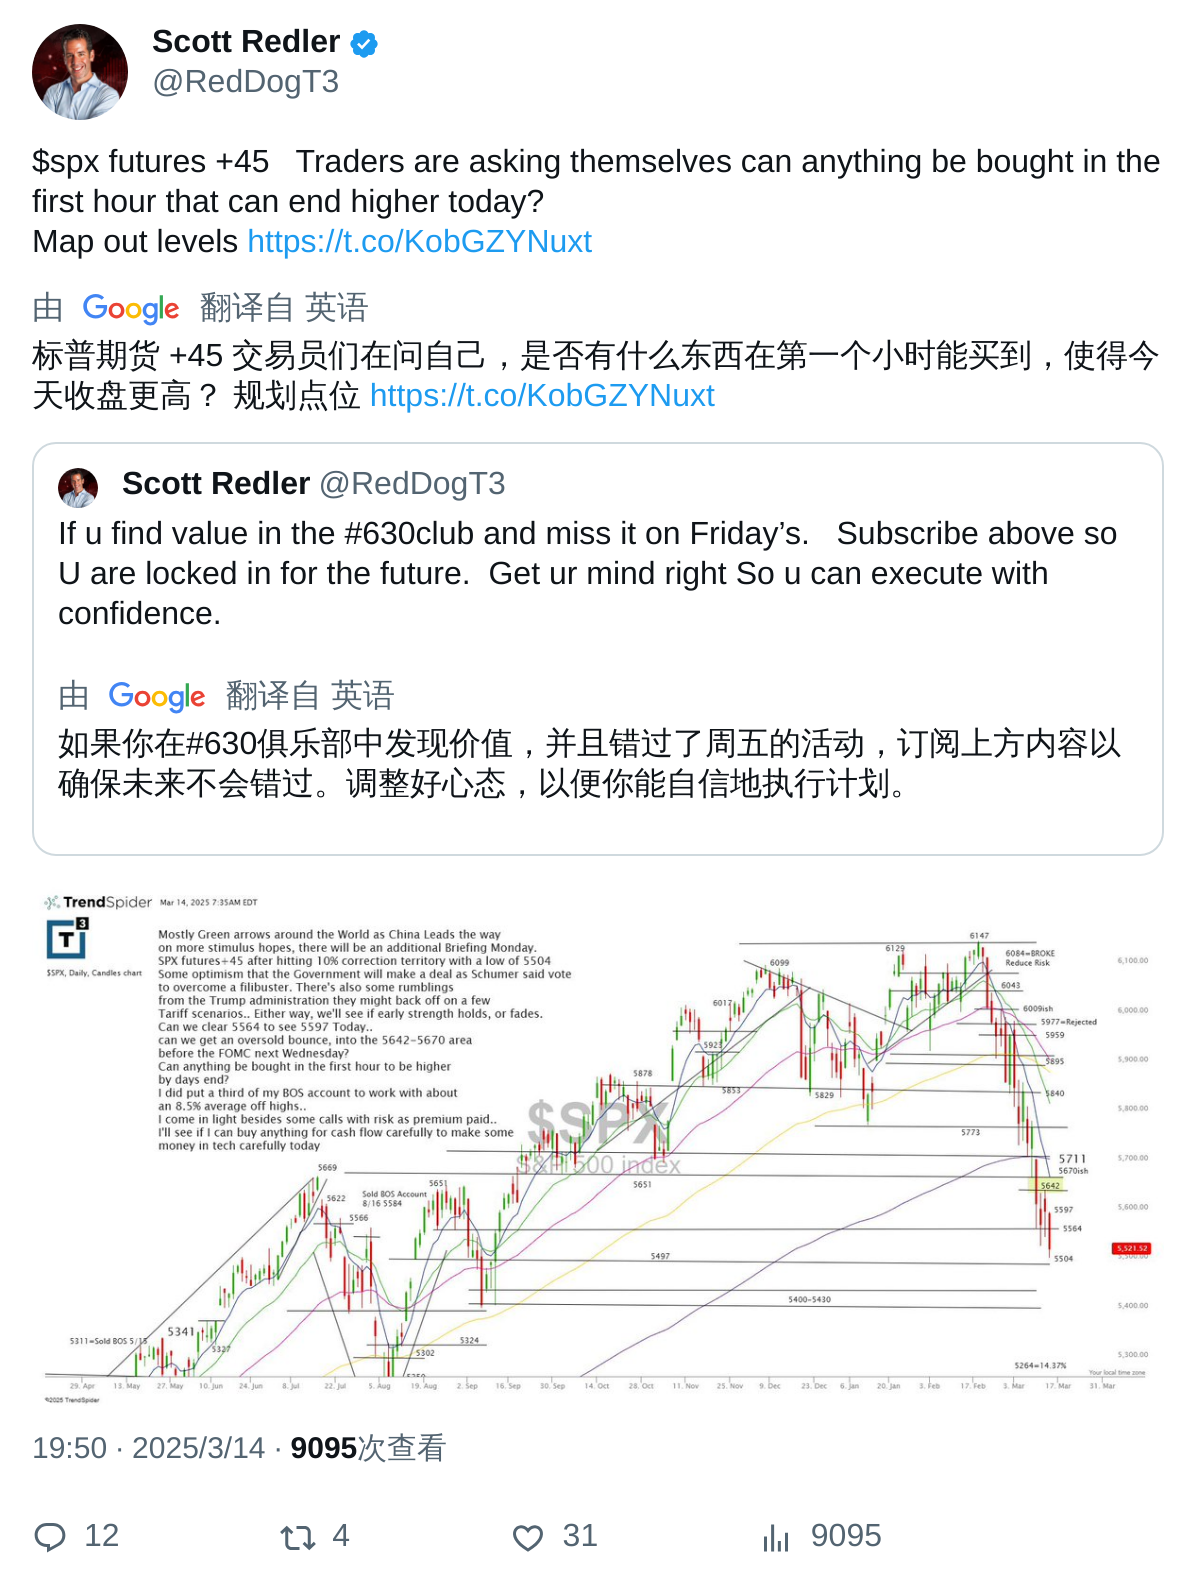 Scott Redler
@RedDogT3
$spx futures +45   Traders are asking themselves can anything be bought in the
first hour that can end higher today?
Map out levels https://t.co/KobGZYNuxt
由 Google 翻译自 英语
标普期货 +45 交易员们在问自己，是否有什么东西在第一个小时能买到，使得今
天收盘更高？ 规划点位 https://t.co/KobGZYNuxt
Scott Redler @RedDogT3
If u find value in the #630club and miss it on Friday’s.   Subscribe above so
U are locked in for the future.  Get ur mind right So u can execute with
confidence.
由 Google 翻译自 英语
如果你在#630俱乐部中发现价值，并且错过了周五的活动，订阅上方内容以
确保未来不会错过。调整好心态，以便你能自信地执行计划。
TrendSpider Mar 14, 2025 7:35AM EDT
T3
$SPX, Daily, Candles chart
Mostly Green arrows around the World as China Leads the way
on more stimulus hopes, there will be an additional Briefing Monday.
SPX futures+45 after hitting 10% correction territory with a low of 5504
Some optimism that the Government will make a deal as Schumer said vote
to overcome a filibuster. There's also some rumblings
from the Trump administration they might back off on a few
Tariff scenarios.. Either way, we'll see if early strength holds, or fades.
Can we clear 5564 to see 5597 Today..
can we get an oversold bounce, into the 5642-5670 area
before the FOMC next Wednesday?
Can anything be bought in the first hour to be higher
by days end?
I did put a third of my BOS account to work with about
an 8.5% average off highs..
I come in light besides some calls with risk as premium paid..
I'll see if I can buy anything for cash flow carefully to make some
money in tech carefully today
$SPX
S&P 500 index
6147
6129
6084=BROKE
Reduce Risk
6099
6043
6017
6009ish
5977=Rejected
5959
5923
5895
5878
5853
5829
5840
5773
5711
5670ish
5669
5651
5651
5642
5622
Sold BOS Account
8/16 5584
5597
5566
5564
5497
5504
5400-5430
5341
5311=Sold BOS 5/15
5327
5324
5302
5264=14.37%
6,100.00
6,000.00
5,900.00
5,800.00
5,700.00
5,600.00
5,521.52
5,500.00
5,400.00
5,300.00
Your local time zone
29. Apr 13. May 27. May 10. Jun 24. Jun 8. Jul 22. Jul 5. Aug 19. Aug 2. Sep 16. Sep 30. Sep 14. Oct 28. Oct 11. Nov 25. Nov 9. Dec 23. Dec 6. Jan 20. Jan 3. Feb 17. Feb 3. Mar 17. Mar 31. Mar
©2025 TrendSpider
19:50 · 2025/3/14 · 9095次查看
12 4 31 9095